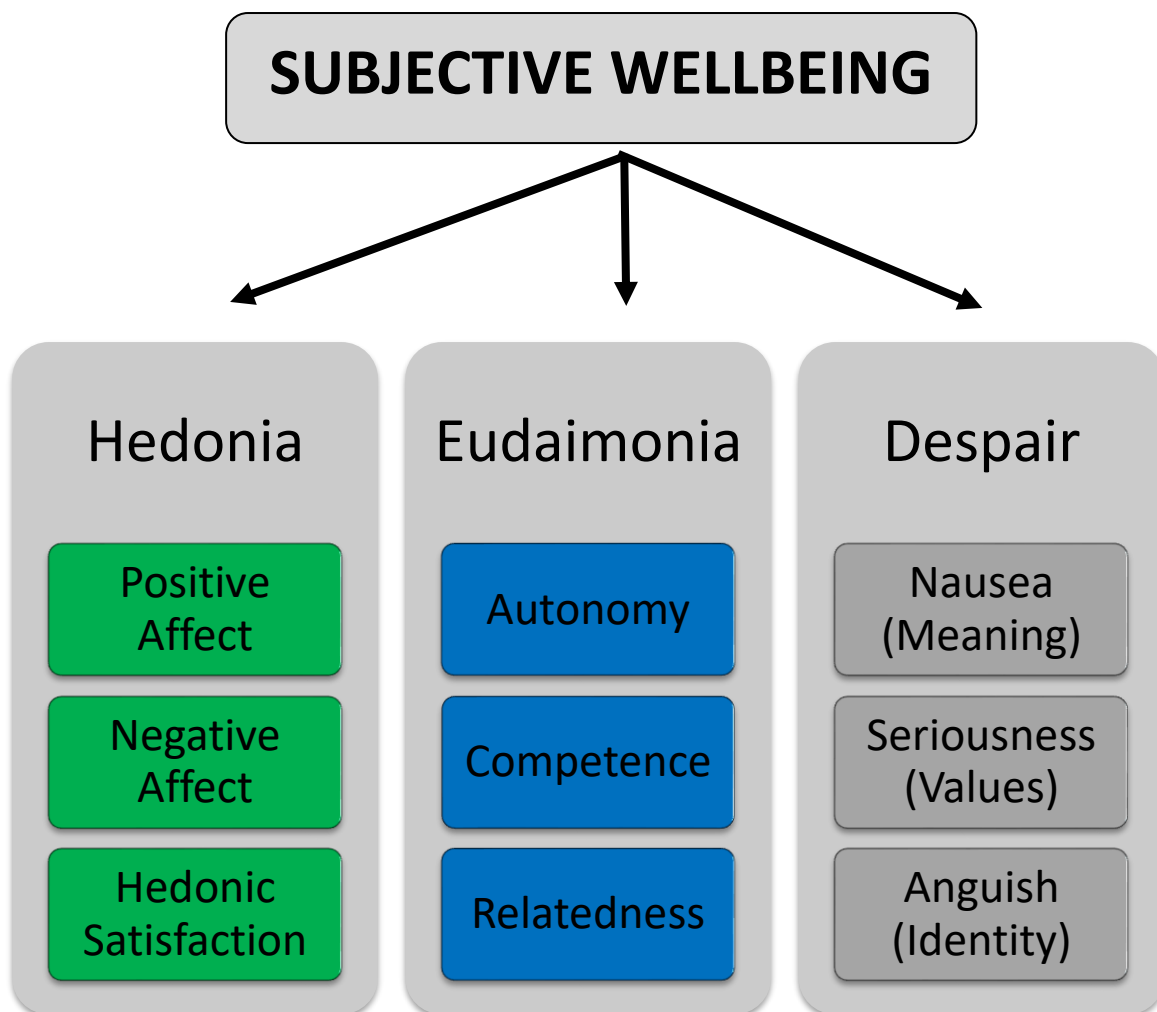 SUBJECTIVE WELLBEING
Hedonia
Positive
Affect
Negative
Affect
Hedonic
Satisfaction
Eudaimonia
Autonomy
Competence
Relatedness
Despair
Nausea
(Meaning)
Seriousness
(Values)
Anguish
(Identity)